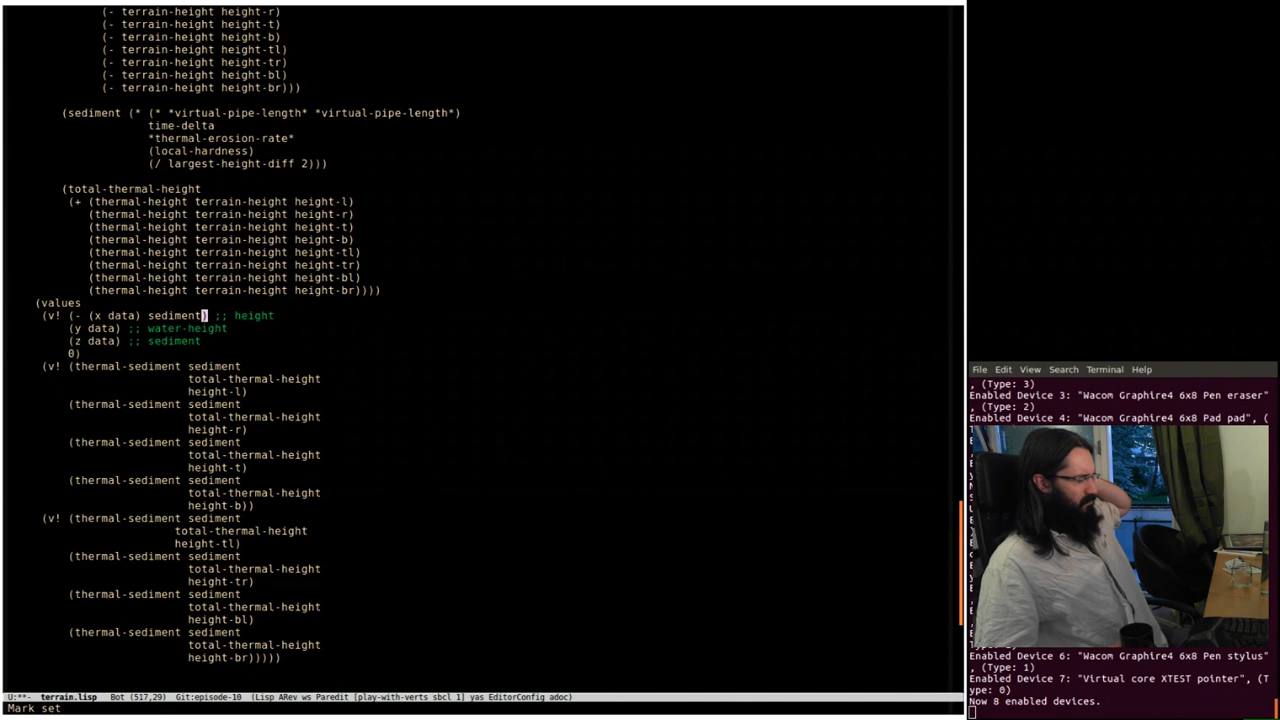 (- terrain-height height-r)
(- terrain-height height-t)
(- terrain-height height-b)
(- terrain-height height-tl)
(- terrain-height height-tr)
(- terrain-height height-bl)
(- terrain-height height-br)))
(sediment (* (* *virtual-pipe-length* *virtual-pipe-length*)
time-delta
*thermal-erosion-rate*
(local-hardness)
(/ largest-height-diff 2)))
(total-thermal-height
(+ (thermal-height terrain-height height-l)
(thermal-height terrain-height height-r)
(thermal-height terrain-height height-t)
(thermal-height terrain-height height-b)
(thermal-height terrain-height height-tl)
(thermal-height terrain-height height-tr)
(thermal-height terrain-height height-bl)
(thermal-height terrain-height height-br))))
(values
(v! (- (x data) sediment) ;; height
(y data) ;; water-height
(z data) ;; sediment
0)
(v! (thermal-sediment sediment
total-thermal-height
height-l)
(thermal-sediment sediment
total-thermal-height
height-r)
(thermal-sediment sediment
total-thermal-height
height-t)
(thermal-sediment sediment
total-thermal-height
height-b))
(v! (thermal-sediment sediment
total-thermal-height
height-tl)
(thermal-sediment sediment
total-thermal-height
height-tr)
(thermal-sediment sediment
total-thermal-height
height-bl)
(thermal-sediment sediment
total-thermal-height
height-br)))))
U:**- terrain.lisp Bot (517,29) Git:episode-10 (Lisp ARev ws Paredit [play-with-verts sbcl 1] yas EditorConfig adoc)
Mark set
File Edit View Search Terminal Help
, (Type: 3)
Enabled Device 3: "Wacom Graphire4 6x8 Pen eraser"
, (Type: 2)
Enabled Device 4: "Wacom Graphire4 6x8 Pad pad", (
Enabled Device 6: "Wacom Graphire4 6x8 Pen stylus"
, (Type: 1)
Enabled Device 7: "Virtual core XTEST pointer", (T
ype: 0)
Now 8 enabled devices.